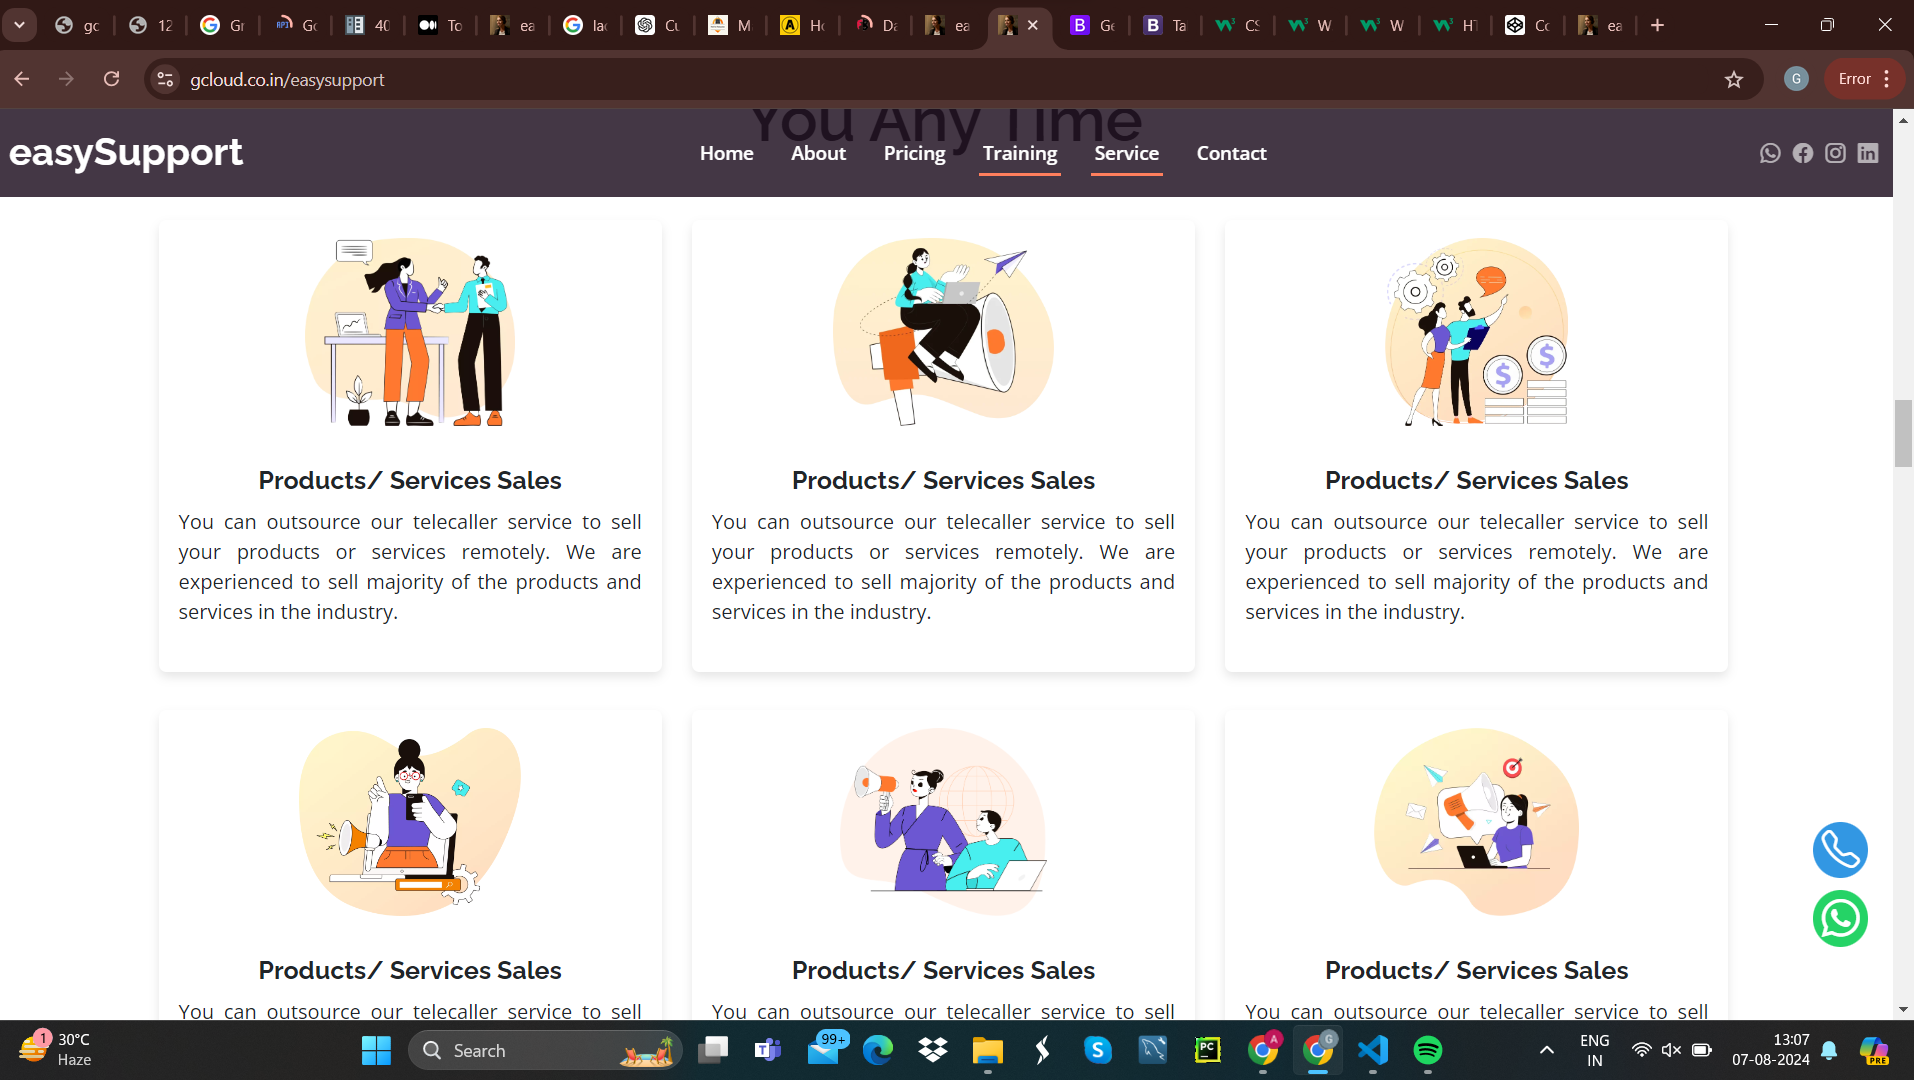 gc
12
Gr
Gc
40
To
ea
lac
Cu
M
Ho
Da
ea
Ge
Ta
CS
W
W
HT
Co
ea
gcloud.co.in/easysupport
G
Error
You Any Time
easySupport
Home About Pricing Training Service Contact
Products/ Services Sales
You can outsource our telecaller service to sell
your products or services remotely. We are
experienced to sell majority of the products and
services in the industry.
Products/ Services Sales
You can outsource our telecaller service to sell
your products or services remotely. We are
experienced to sell majority of the products and
services in the industry.
Products/ Services Sales
You can outsource our telecaller service to sell
your products or services remotely. We are
experienced to sell majority of the products and
services in the industry.
Products/ Services Sales
You can outsource our telecaller service to sell
Products/ Services Sales
You can outsource our telecaller service to sell
Products/ Services Sales
You can outsource our telecaller service to sell
1
30°C
Haze
Search
99+
PC
A
G
ENG
IN
13:07
07-08-2024
PRE